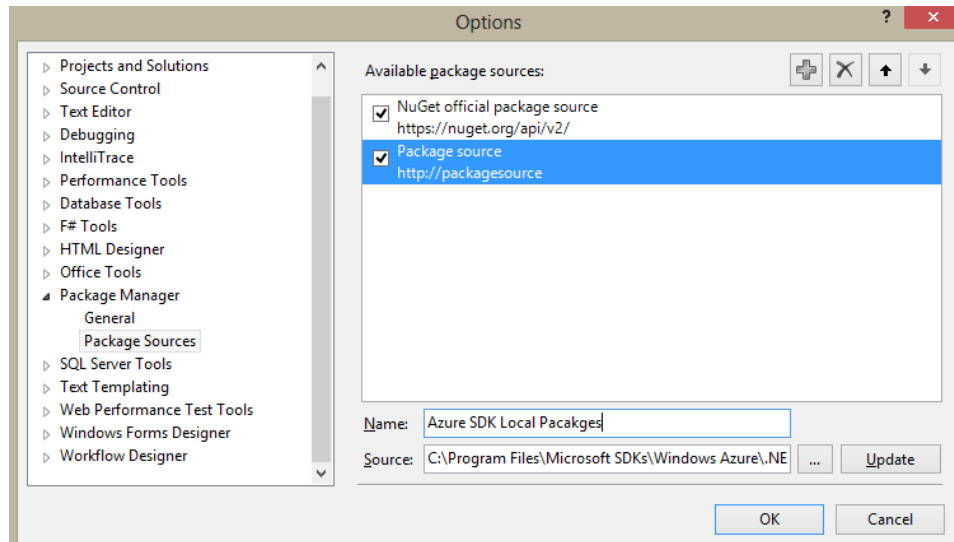 Options
?
×
Projects and Solutions
Source Control
Text Editor
Debugging
IntelliTrace
Performance Tools
Database Tools
F# Tools
HTML Designer
Office Tools
Package Manager
General
Package Sources
SQL Server Tools
Text Templating
Web Performance Test Tools
Windows Forms Designer
Workflow Designer
Available package sources:
NuGet official package source
https://nuget.org/api/v2/
Package source
http://packagesource
Name: Azure SDK Local Pacakges
Source: C:\Program Files\Microsoft SDKs\Windows Azure\.NE ... Update
OK Cancel